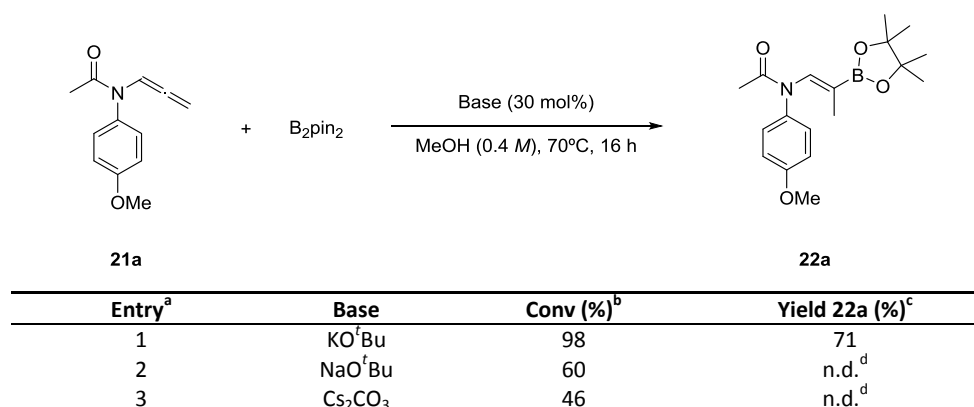 O
N
+
B₂pin₂
Base (30 mol%)
MeOH (0.4 M), 70ºC, 16 h
OMe
O
N
B
O
O
OMe
21a
22a
Entryᵃ Base Conv (%)ᵇ Yield 22a (%)ᶜ
1 KOᵗBu 98 71
2 NaOᵗBu 60 n.d.ᵈ
3 Cs₂CO₃ 46 n.d.ᵈ